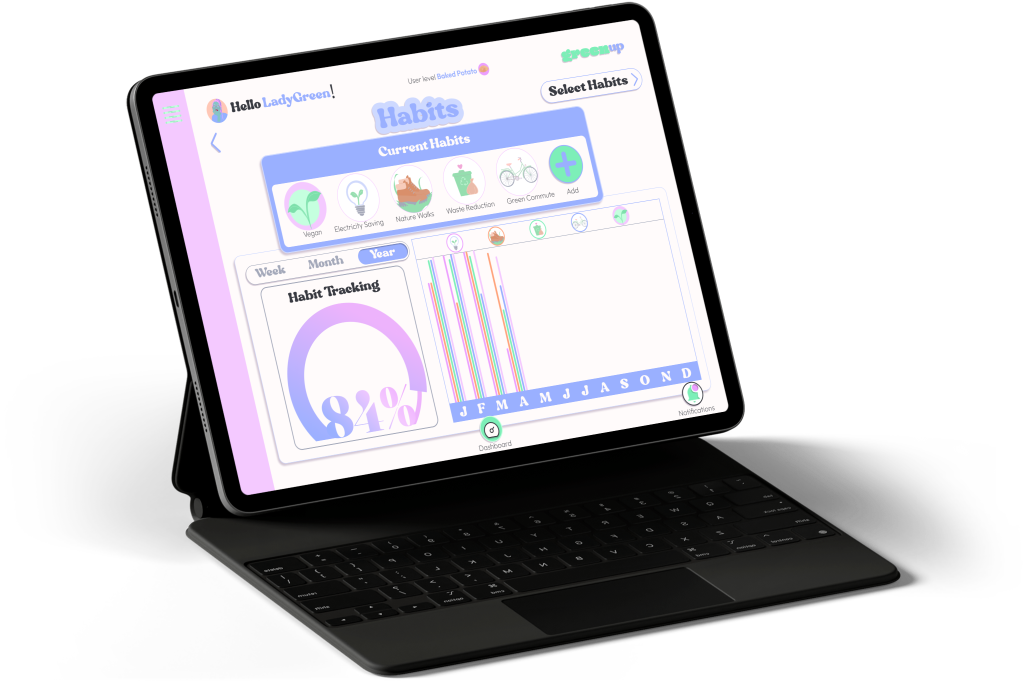 greenup
User level Baked Potato
Hello LadyGreen!
Select Habits
Habits
Current Habits
Vegan
Electricity Saving
Nature Walks
Waste Reduction
Green Commute
Add
Week
Month
Year
Habit Tracking
84%
J F M A M J J A S O N D
Dashboard
Notifications